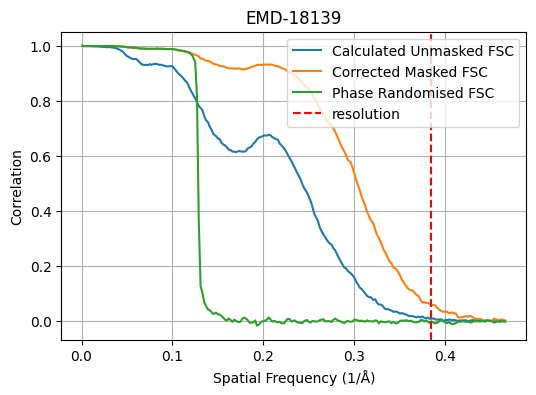 EMD-18139
1.0
0.8
0.6
0.4
0.2
0.0
Correlation
Calculated Unmasked FSC
Corrected Masked FSC
Phase Randomised FSC
resolution
0.0 0.1 0.2 0.3 0.4
Spatial Frequency (1/Å)